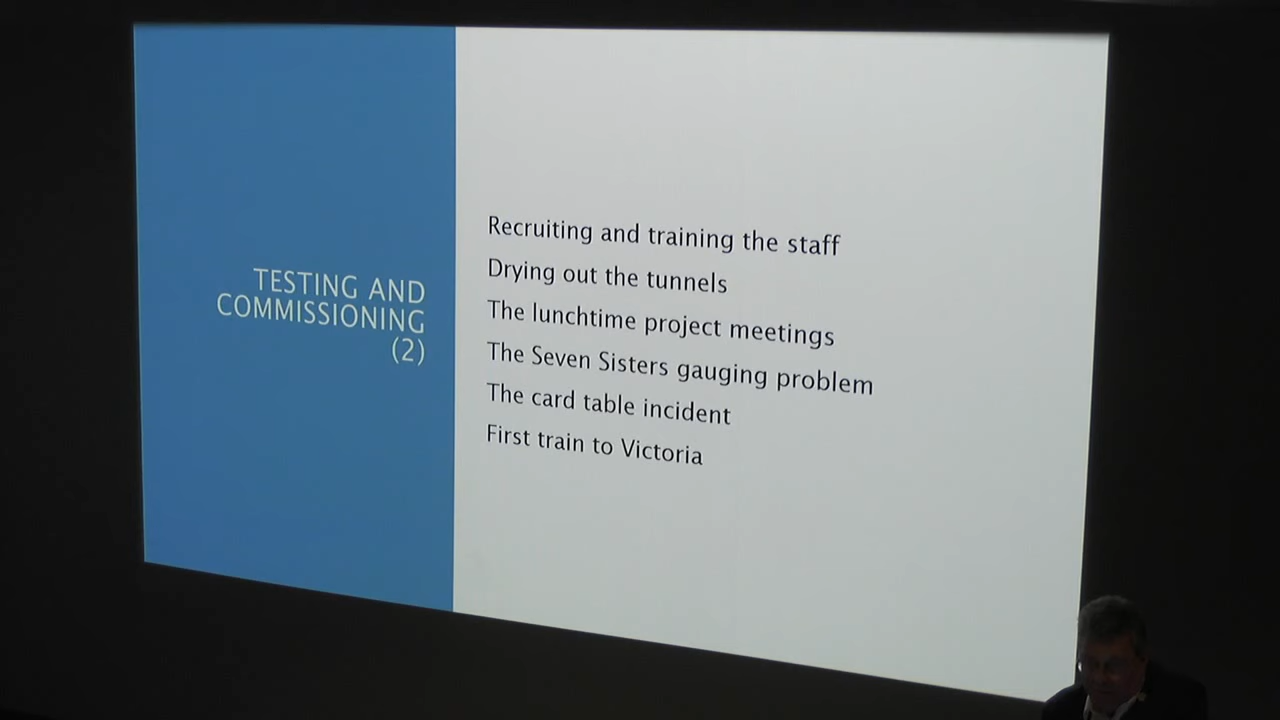 TESTING AND
COMMISSIONING
(2)
Recruiting and training the staff
Drying out the tunnels
The lunchtime project meetings
The Seven Sisters gauging problem
The card table incident
First train to Victoria